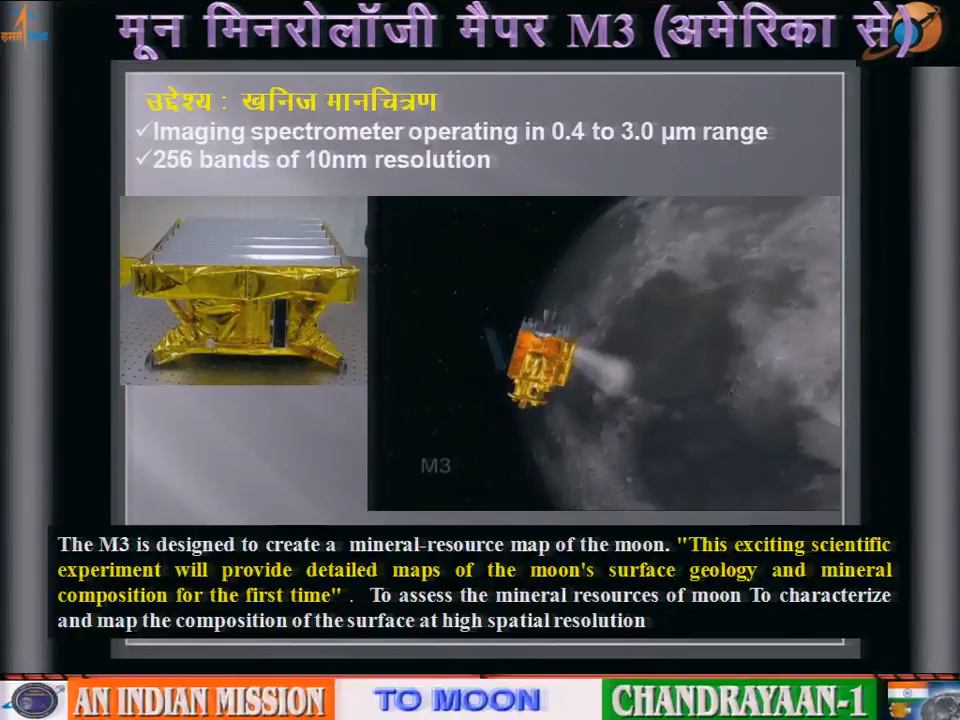 मून मिनरोलॉजी मैपर M3 (अमेरिका से)
उद्देश्य : खनिज मानचित्रण
✓Imaging spectrometer operating in 0.4 to 3.0 µm range
✓256 bands of 10nm resolution
M3
The M3 is designed to create a mineral-resource map of the moon. "This exciting scientific
experiment will provide detailed maps of the moon's surface geology and mineral
composition for the first time" . To assess the mineral resources of moon To characterize
and map the composition of the surface at high spatial resolution
AN INDIAN MISSION TO MOON CHANDRAYAAN-1